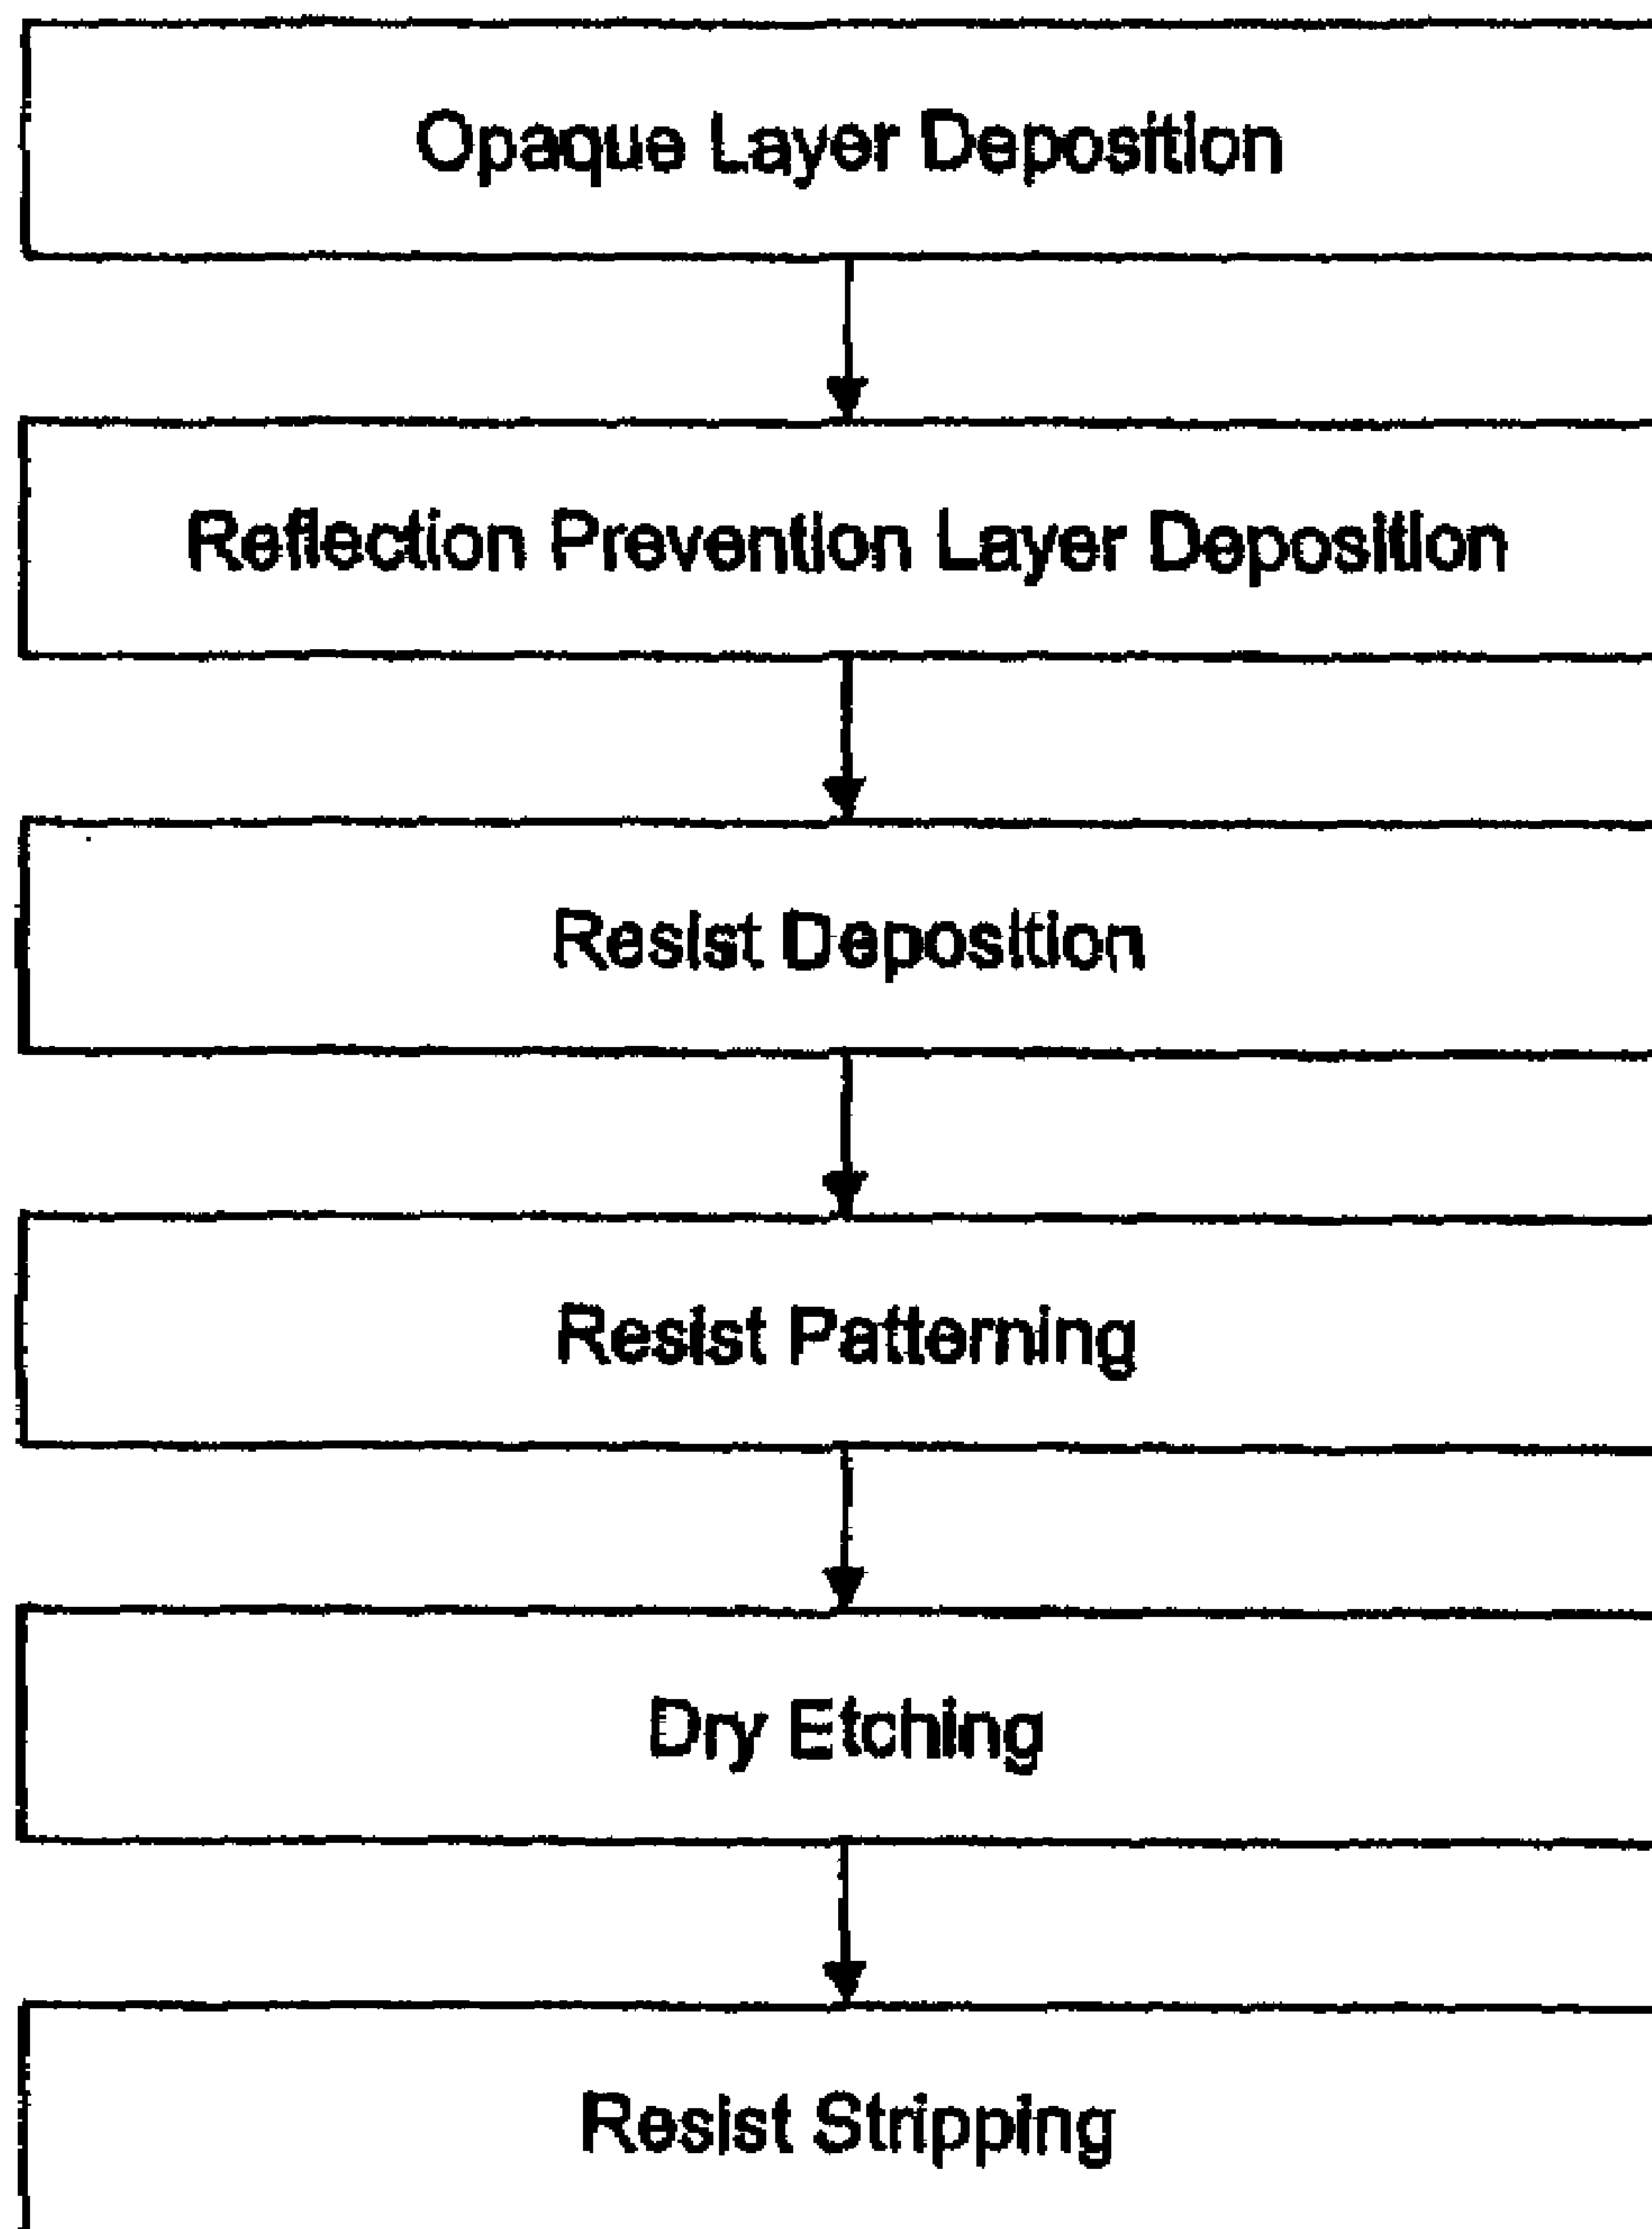 Opaque Layer Deposition
Reflection Prevention Layer Deposition
Resist Deposition
Resist Patterning
Dry Etching
Resist Stripping